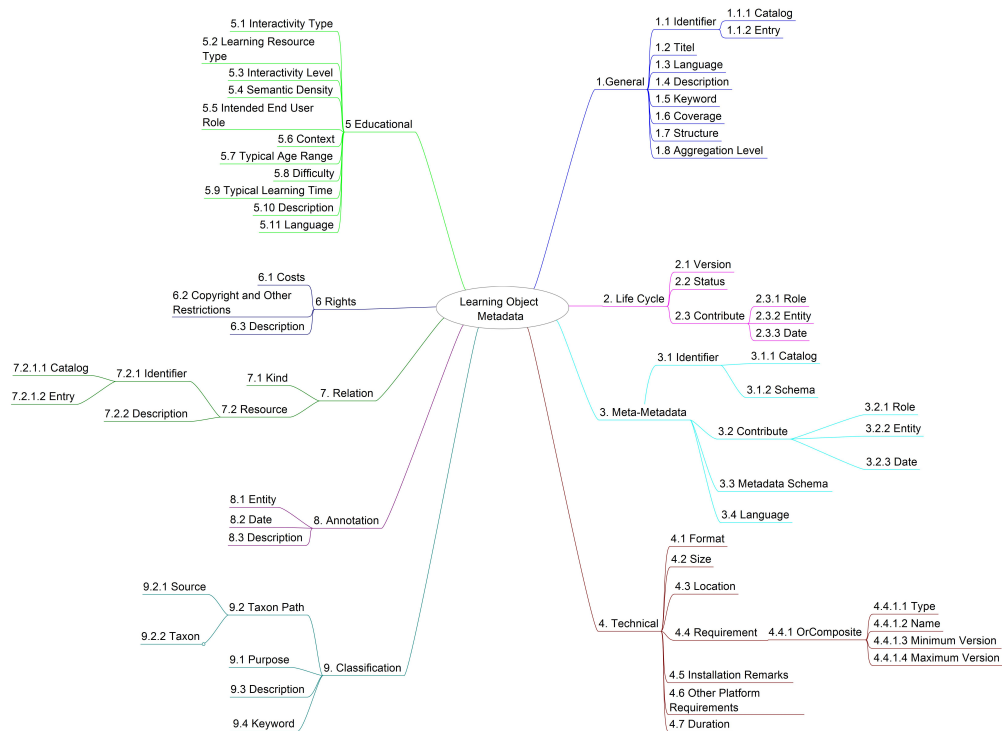 Learning Object
Metadata
1.General
1.1 Identifier
1.1.1 Catalog
1.1.2 Entry
1.2 Titel
1.3 Language
1.4 Description
1.5 Keyword
1.6 Coverage
1.7 Structure
1.8 Aggregation Level
2. Life Cycle
2.1 Version
2.2 Status
2.3 Contribute
2.3.1 Role
2.3.2 Entity
2.3.3 Date
3. Meta-Metadata
3.1 Identifier
3.1.1 Catalog
3.1.2 Schema
3.2 Contribute
3.2.1 Role
3.2.2 Entity
3.2.3 Date
3.3 Metadata Schema
3.4 Language
4. Technical
4.1 Format
4.2 Size
4.3 Location
4.4 Requirement
4.4.1 OrComposite
4.4.1.1 Type
4.4.1.2 Name
4.4.1.3 Minimum Version
4.4.1.4 Maximum Version
4.5 Installation Remarks
4.6 Other Platform
Requirements
4.7 Duration
5 Educational
5.1 Interactivity Type
5.2 Learning Resource
Type
5.3 Interactivity Level
5.4 Semantic Density
5.5 Intended End User
Role
5.6 Context
5.7 Typical Age Range
5.8 Difficulty
5.9 Typical Learning Time
5.10 Description
5.11 Language
6 Rights
6.1 Costs
6.2 Copyright and Other
Restrictions
6.3 Description
7. Relation
7.1 Kind
7.2 Resource
7.2.1 Identifier
7.2.1.1 Catalog
7.2.1.2 Entry
7.2.2 Description
8. Annotation
8.1 Entity
8.2 Date
8.3 Description
9. Classification
9.2 Taxon Path
9.2.1 Source
9.2.2 Taxon
9.1 Purpose
9.3 Description
9.4 Keyword